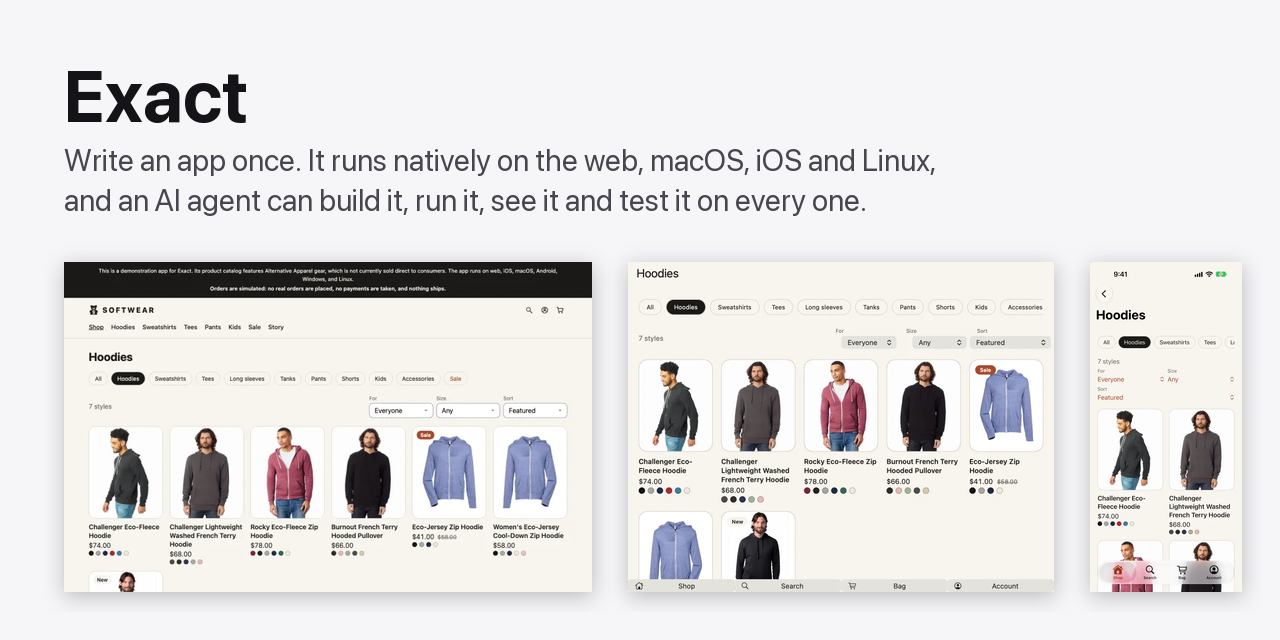 Exact
Write an app once. It runs natively on the web, macOS, iOS and Linux,
and an AI agent can build it, run it, see it and test it on every one.
This is a demonstration app for Exact. Its product catalog features Alternative Apparel gear, which is not currently sold direct to consumers. The app runs on web, iOS, macOS, Android,
Windows, and Linux.
Orders are simulated: no real orders are placed, no payments are taken, and nothing ships.
SOFTWEAR
Shop Hoodies Sweatshirts Tees Pants Kids Sale Story
Hoodies
All Hoodies Sweatshirts Tees Long sleeves Tanks Pants Shorts Kids Accessories Sale
7 styles
For Size Sort
Everyone Any Featured
Sale
Challenger Eco-Fleece Challenger Lightweight Rocky Eco-Fleece Zip Burnout French Terry Eco-Jersey Zip Hoodie Women's Eco-Jersey
Hoodie Washed French Terry Hoodie Hooded Pullover $41.00 $58.00 Cool-Down Zip Hoodie
$74.00 Hoodie $78.00 $66.00 $58.00
$68.00
New
Hoodies
All Hoodies Sweatshirts Tees Long sleeves Tanks Pants Shorts Kids Accessories
For Size Sort
7 styles Everyone Any Featured
Sale
Challenger Eco- Challenger Rocky Eco-Fleece Zip Burnout French Terry Eco-Jersey Zip
Fleece Hoodie Lightweight Washed Hoodie Hooded Pullover Hoodie
$74.00 French Terry Hoodie $78.00 $66.00 $41.00 $58.00
$68.00
New
Shop Search Bag Account
9:41
Hoodies
All Hoodies Sweatshirts Tees
7 styles
For Size
Everyone Any
Sort
Featured
Challenger Eco- Challenger
Fleece Hoodie Lightweight Washed
$74.00 French Terry Hoodie
$68.00
Shop Search Bag Account